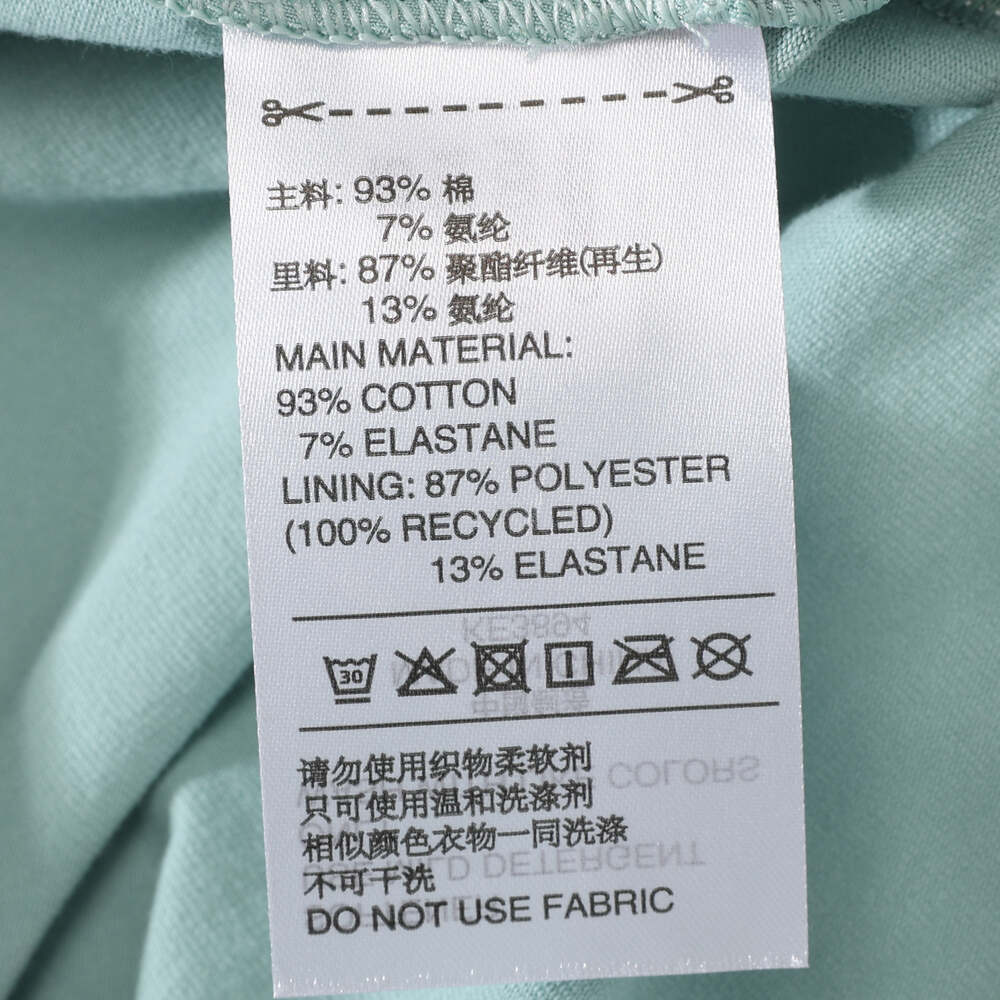 主料: 93% 棉
7% 氨纶
里料: 87% 聚酯纤维(再生)
13% 氨纶
MAIN MATERIAL:
93% COTTON
7% ELASTANE
LINING: 87% POLYESTER
(100% RECYCLED)
13% ELASTANE
30
请勿使用织物柔软剂
只可使用温和洗涤剂
相似颜色衣物一同洗涤
不可干洗
DO NOT USE FABRIC